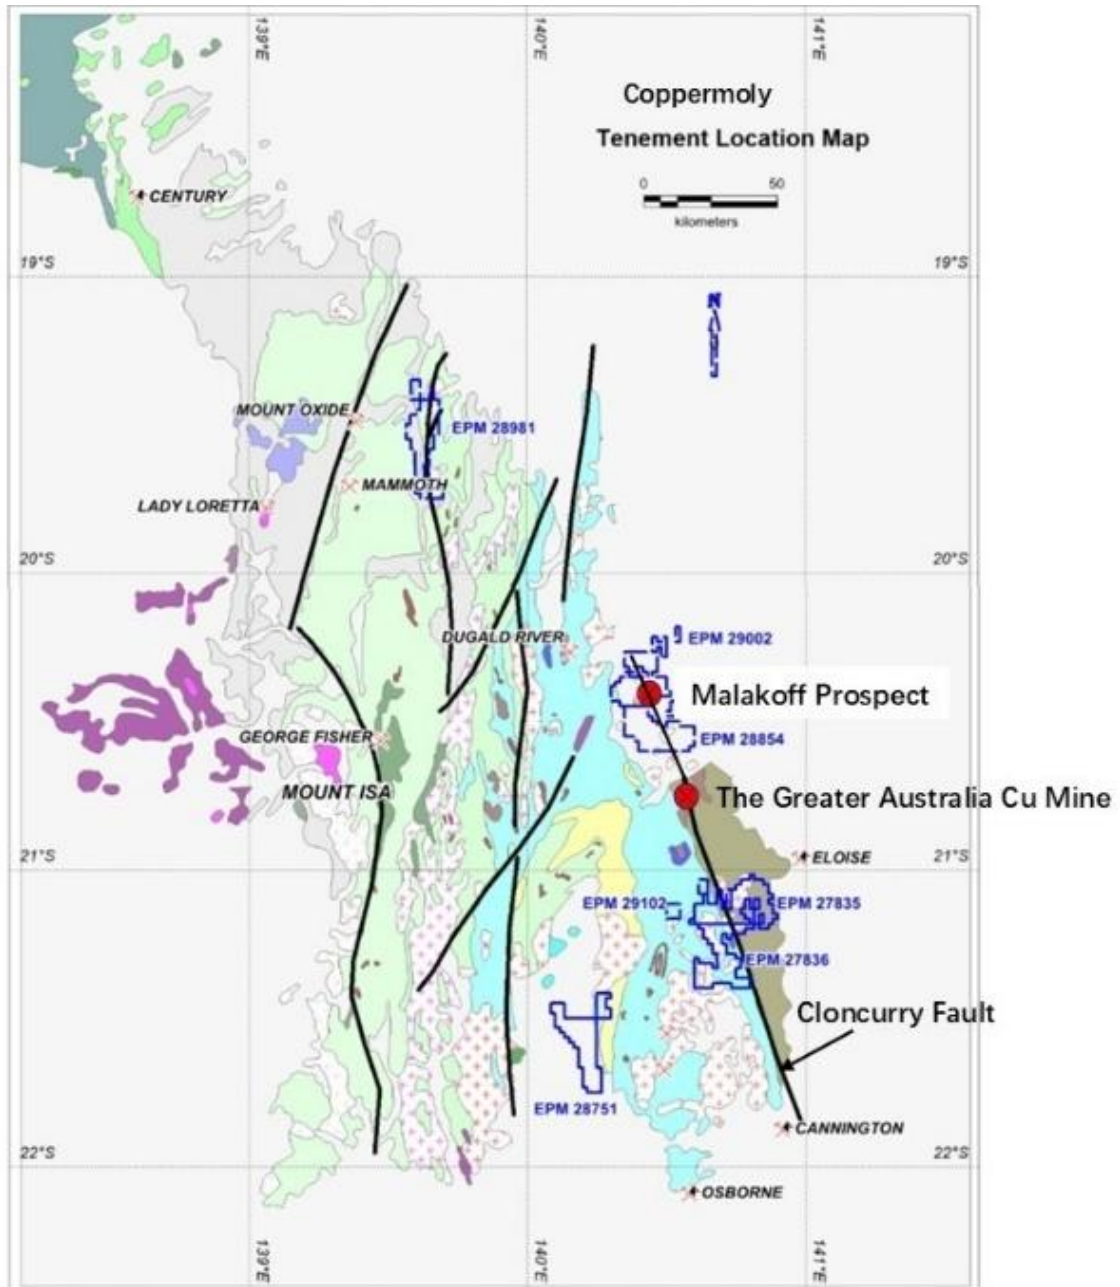 139°E
140°E
141°E
Coppermoly
Tenement Location Map
0 50
kilometers
CENTURY
19°S
19°S
N
MOUNT OXIDE
EPM 28981
MAMMOTH
LADY LORETTA
20°S
20°S
DUGALD RIVER
EPM 29002
Malakoff Prospect
GEORGE FISHER
EPM 28854
MOUNT ISA
The Greater Australia Cu Mine
21°S
21°S
ELOISE
EPM 29102
EPM 27835
EPM 27836
Cloncurry Fault
EPM 28751
CANNINGTON
22°S
22°S
OSBORNE
139°E
140°E
141°E